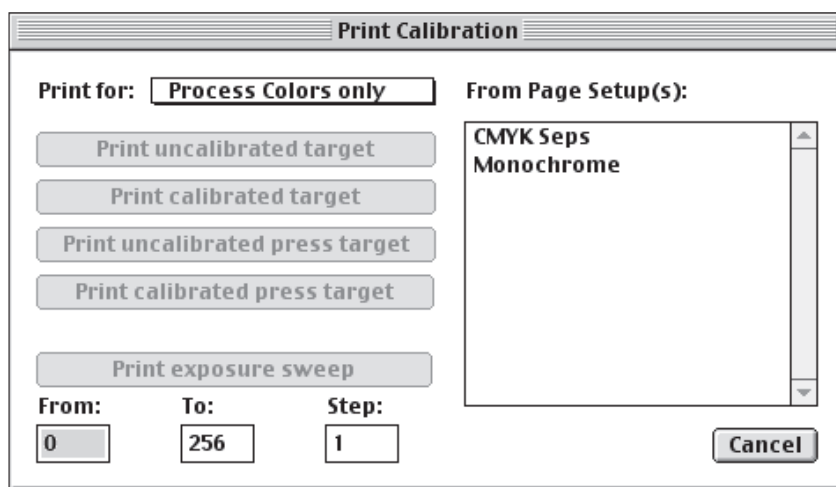 Print Calibration
Print for: Process Colors only
Print uncalibrated target
Print calibrated target
Print uncalibrated press target
Print calibrated press target
Print exposure sweep
From: To: Step:
0 256 1
From Page Setup(s):
CMYK Seps
Monochrome
Cancel